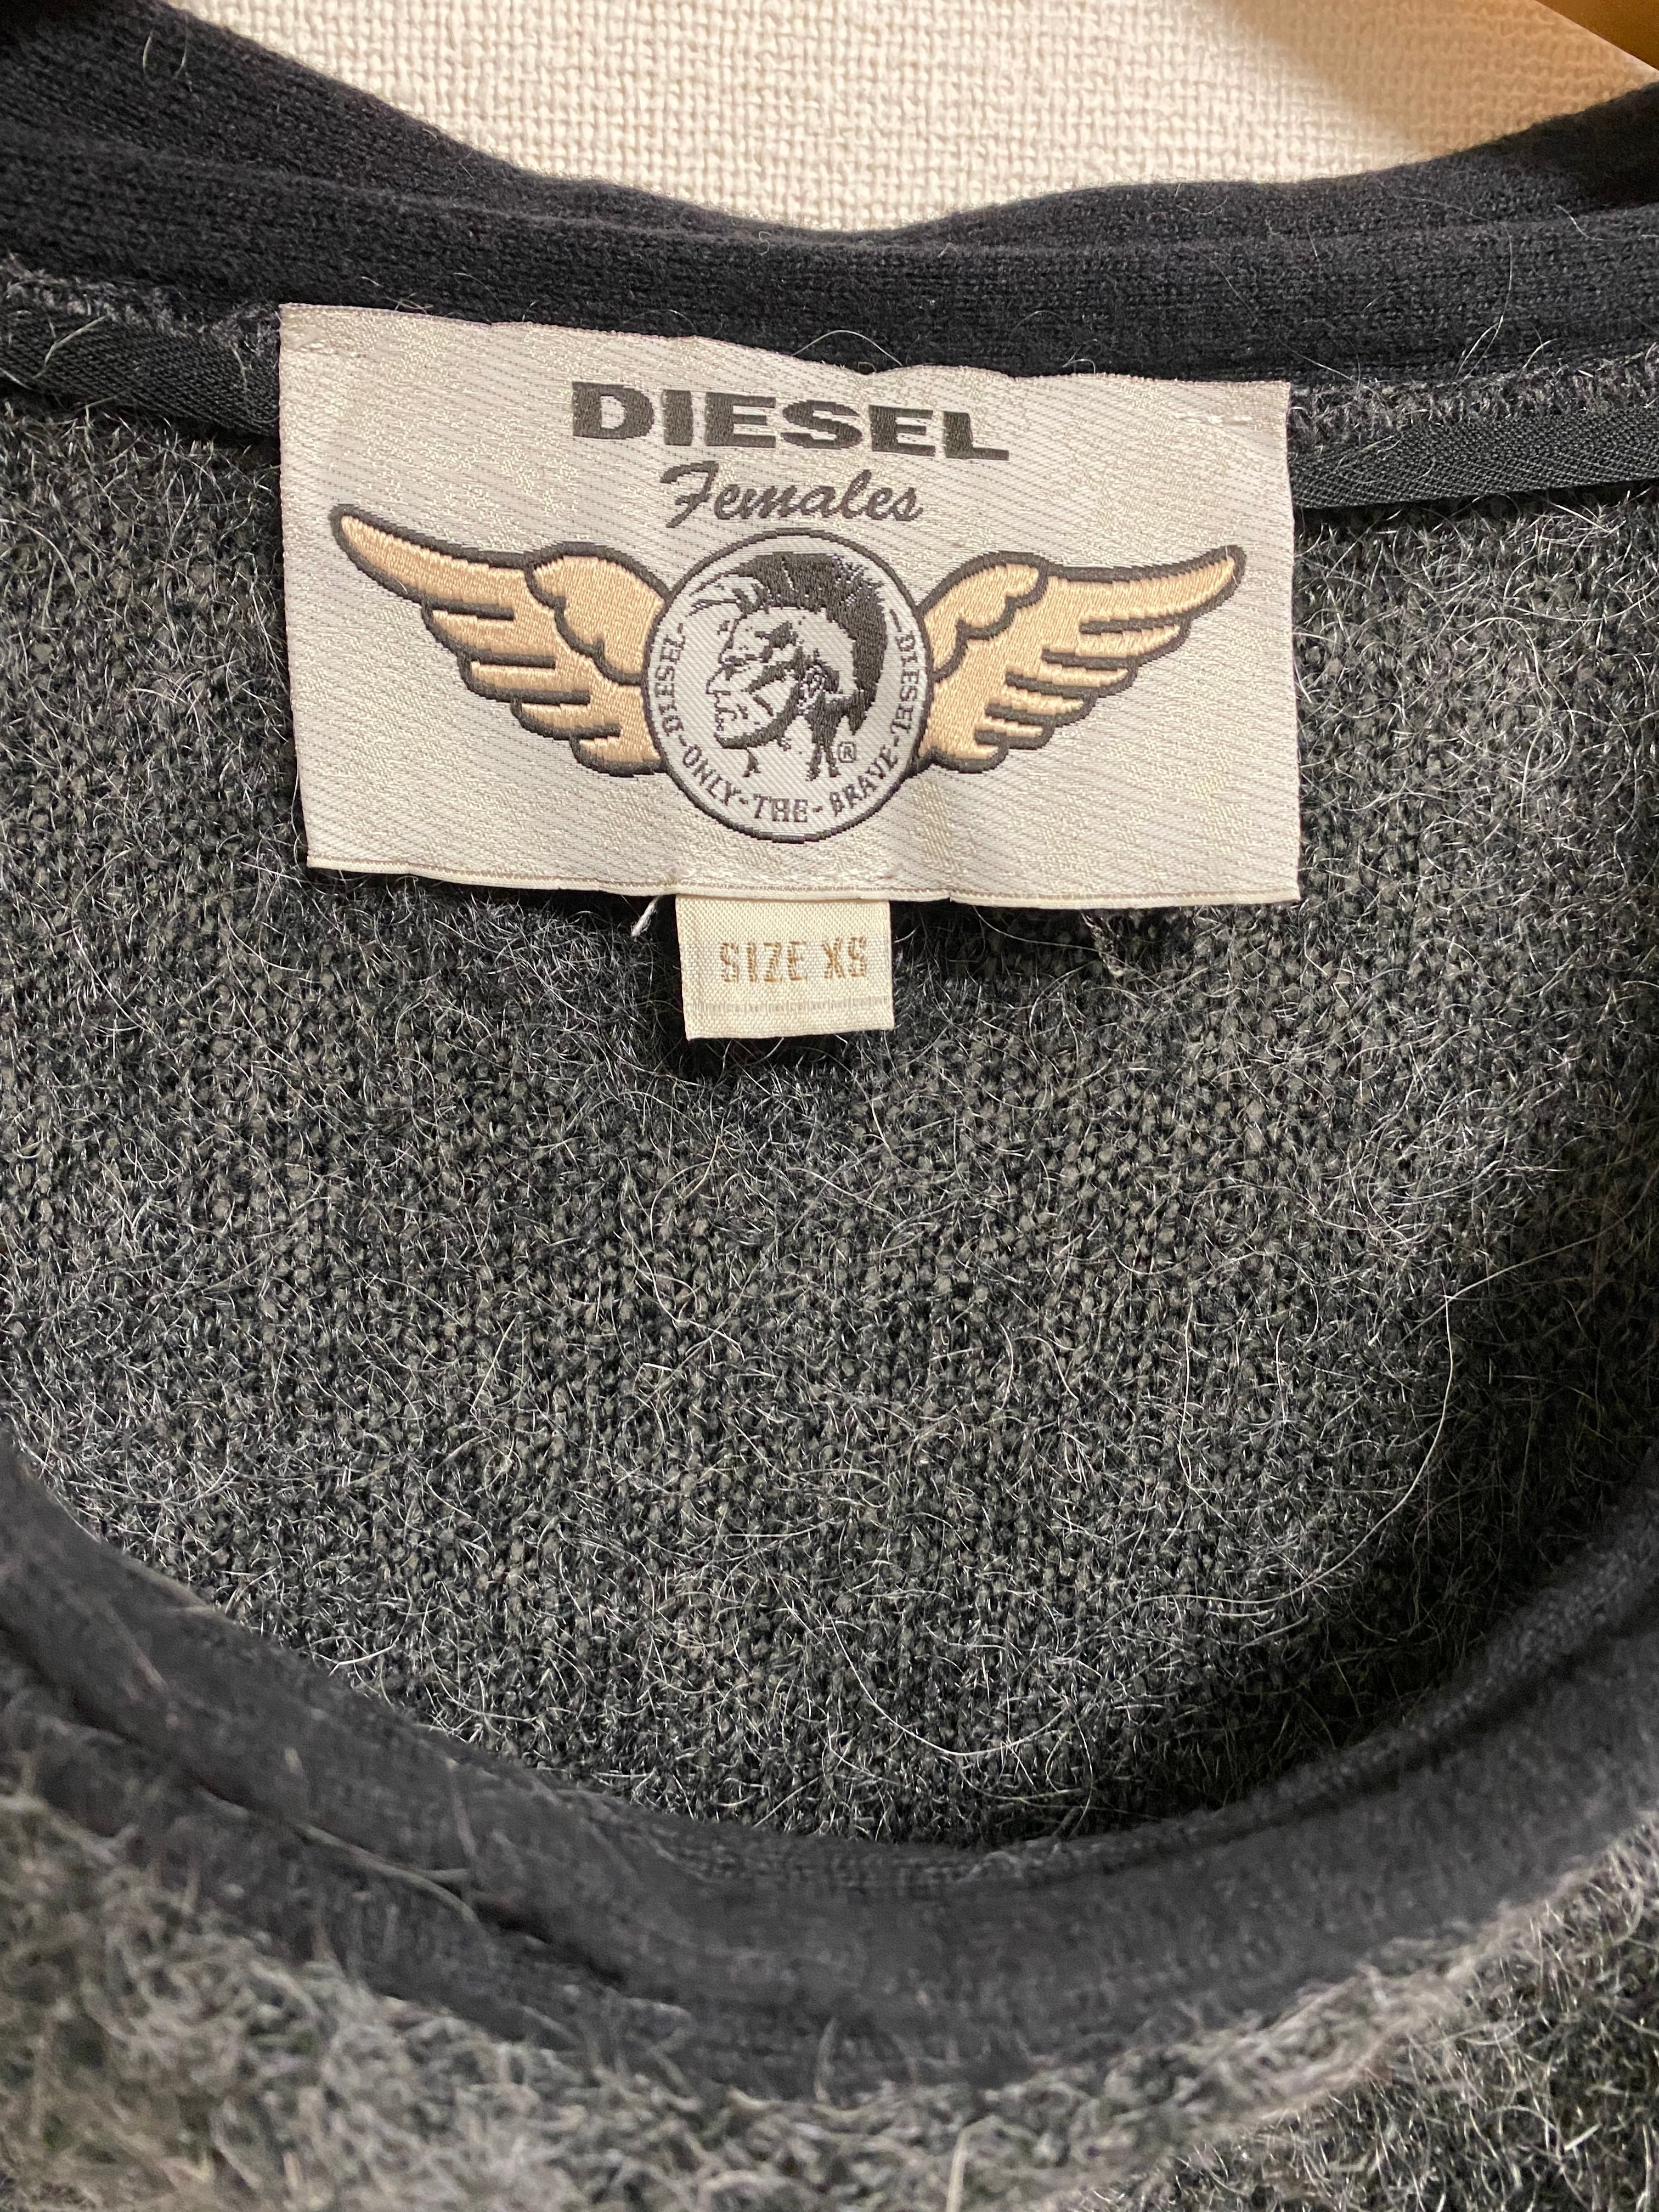 DIESEL
Females
DIESEL-ONLY-THE-BRAVE-DIESEL
®
SIZE XS